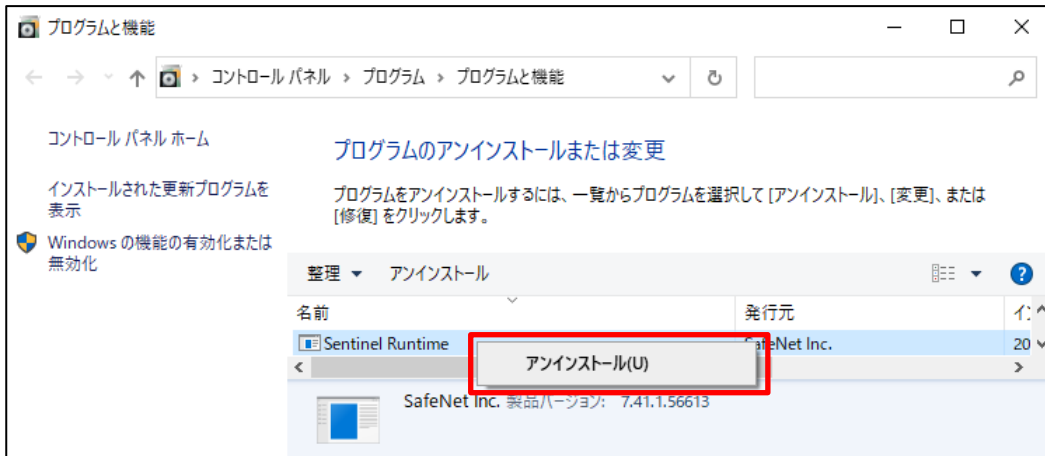 プログラムと機能
コントロール パネル › プログラム › プログラムと機能
コントロール パネル ホーム
インストールされた更新プログラムを
表示
Windows の機能の有効化または
無効化
プログラムのアンインストールまたは変更
プログラムをアンインストールするには、一覧からプログラムを選択して [アンインストール]、[変更]、または
[修復] をクリックします。
整理 アンインストール
名前 発行元
Sentinel Runtime SafeNet Inc. 20
アンインストール(U)
SafeNet Inc. 製品バージョン: 7.41.1.56613